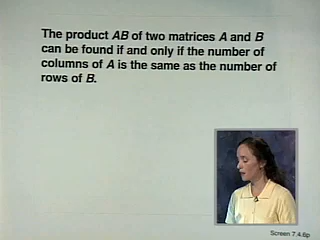 The product AB of two matrices A and B
can be found if and only if the number of
columns of A is the same as the number of
rows of B.
Screen 7.4.6p